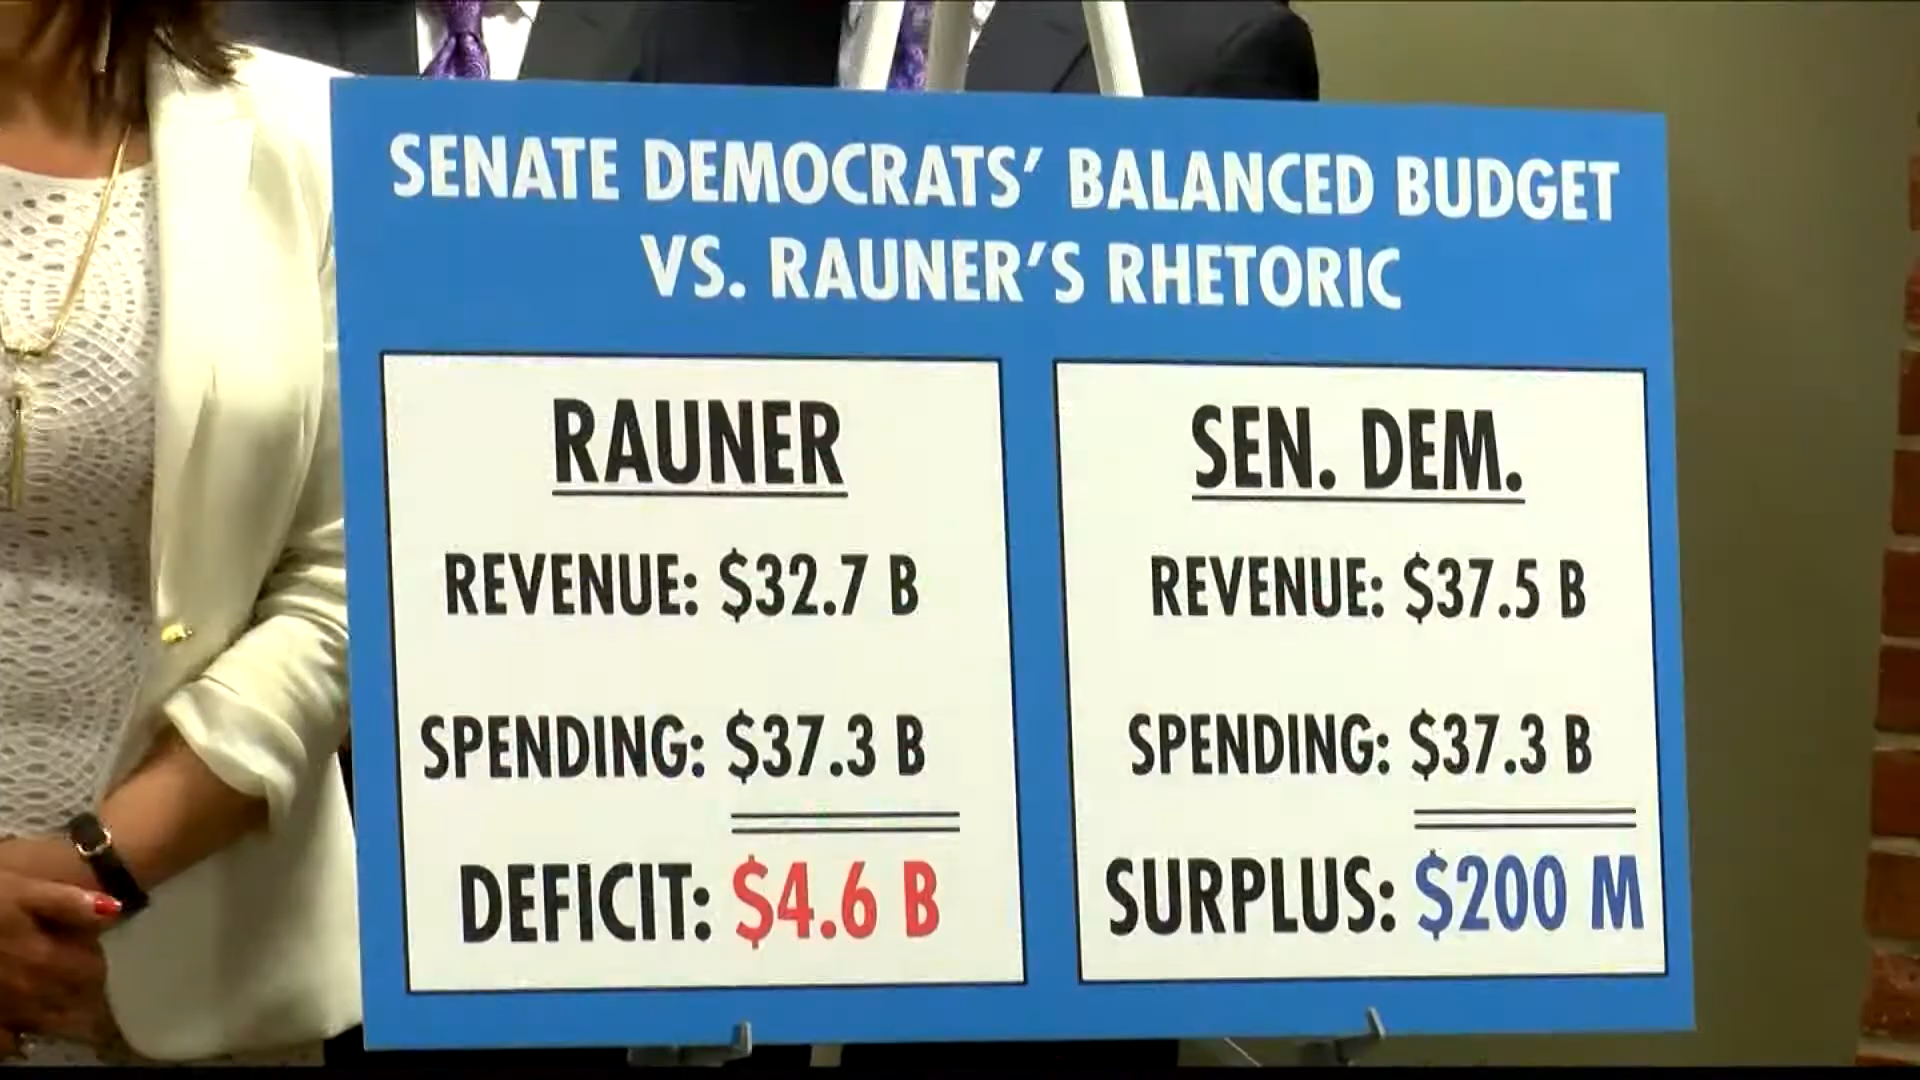 SENATE DEMOCRATS' BALANCED BUDGET
VS. RAUNER'S RHETORIC
RAUNER
REVENUE: $32.7 B
SPENDING: $37.3 B
DEFICIT: $4.6 B
SEN. DEM.
REVENUE: $37.5 B
SPENDING: $37.3 B
SURPLUS: $200 M